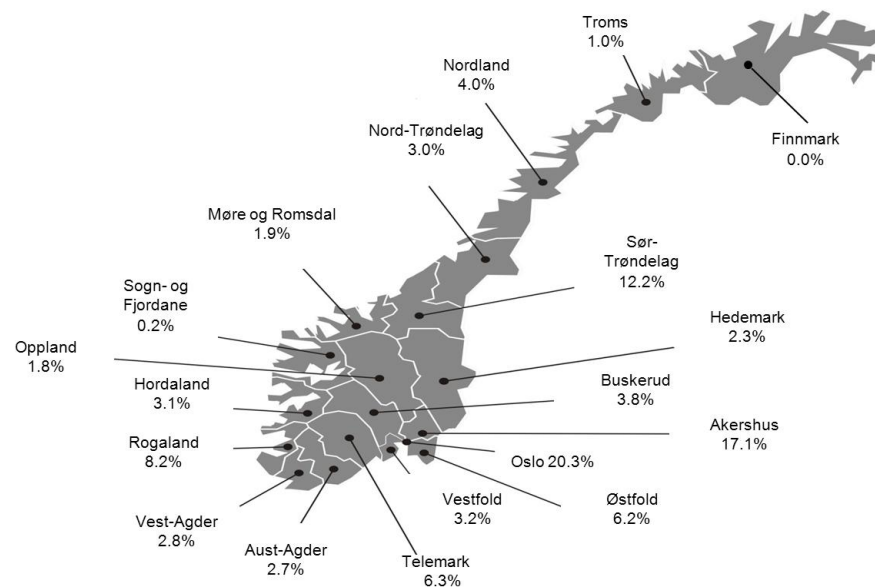 Troms
1.0%
Nordland
4.0%
Nord-Trøndelag
3.0%
Finnmark
0.0%
Møre og Romsdal
1.9%
Sør-
Trøndelag
12.2%
Sogn- og
Fjordane
0.2%
Hedemark
2.3%
Oppland
1.8%
Hordaland
3.1%
Buskerud
3.8%
Akershus
17.1%
Rogaland
8.2%
Oslo 20.3%
Vestfold
3.2%
Østfold
6.2%
Vest-Agder
2.8%
Aust-Agder
2.7%
Telemark
6.3%